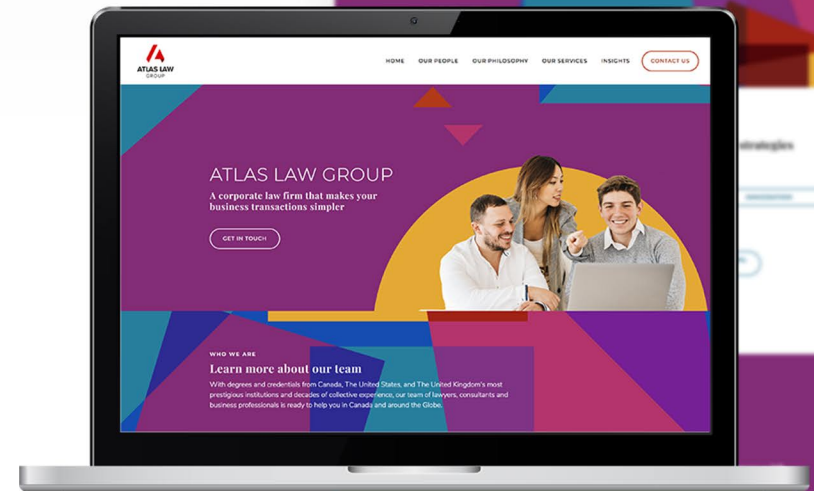 ATLAS LAW
GROUP
HOME OUR PEOPLE OUR PHILOSOPHY OUR SERVICES INSIGHTS CONTACT US
ATLAS LAW GROUP
A corporate law firm that makes your
business transactions simpler
GET IN TOUCH
WHO WE ARE
Learn more about our team
With degrees and credentials from Canada, The United States, and The United Kingdom's most
prestigious institutions and decades of collective experience, our team of lawyers, consultants and
business professionals is ready to help you in Canada and around the Globe.
strategies